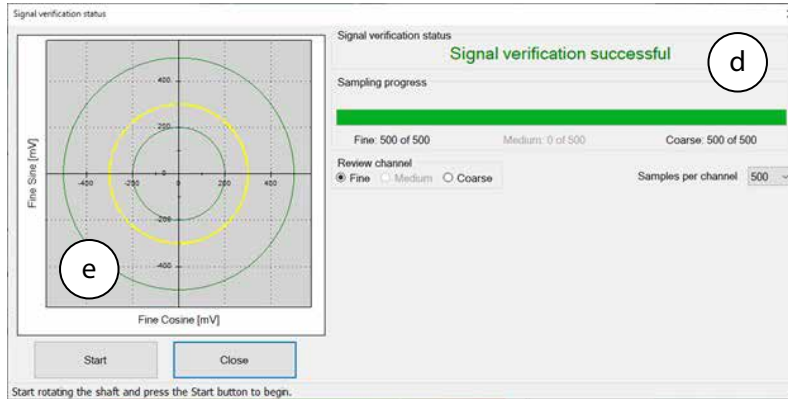 Signal verification status
Signal verification status
Signal verification successful
d
Sampling progress
Fine: 500 of 500 Medium: 0 of 500 Coarse: 500 of 500
Review channel
Fine Medium Coarse
Samples per channel 500
Fine Sine [mV]
400
200
-400 -200 0 200 400
0
-200
-400
e
Fine Cosine [mV]
Start Close
Start rotating the shaft and press the Start button to begin.